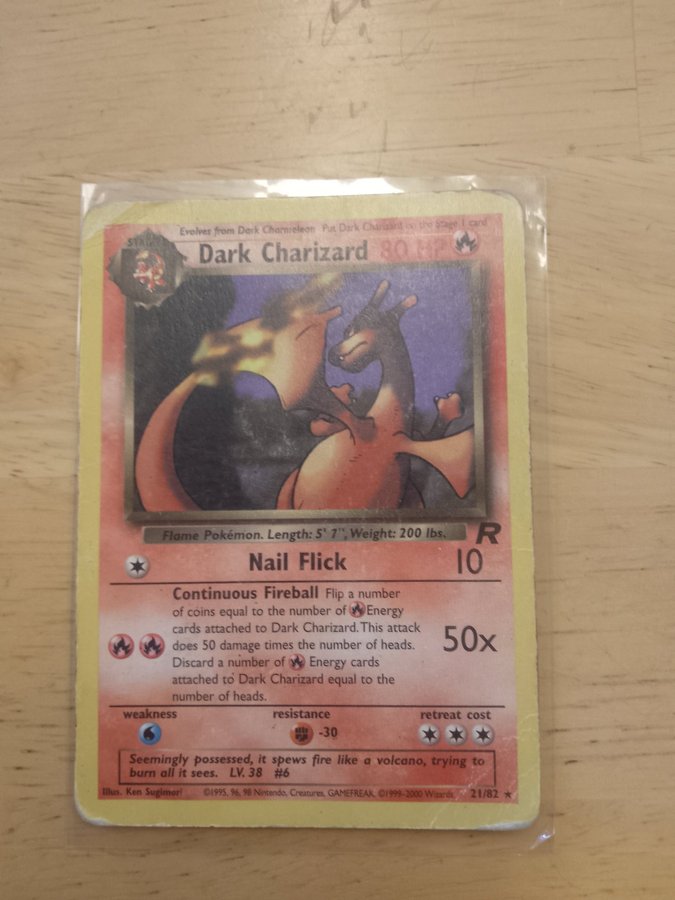 Evolves from Dark Charmeleon Put Dark Charizard on the Stage 1 card
STAGE 2
Dark Charizard 80 HP
Flame Pokémon. Length: 5' 7", Weight: 200 lbs.
R
Nail Flick 10
Continuous Fireball Flip a number
of coins equal to the number of Energy
cards attached to Dark Charizard. This attack
does 50 damage times the number of heads. 50x
Discard a number of Energy cards
attached to Dark Charizard equal to the
number of heads.
weakness resistance retreat cost
-30
Seemingly possessed, it spews fire like a volcano, trying to
burn all it sees. LV. 38 #6
Illus. Ken Sugimori ©1995, 96, 98 Nintendo, Creatures, GAMEFREAK. ©1999-2000 Wizards. 21/82 ★